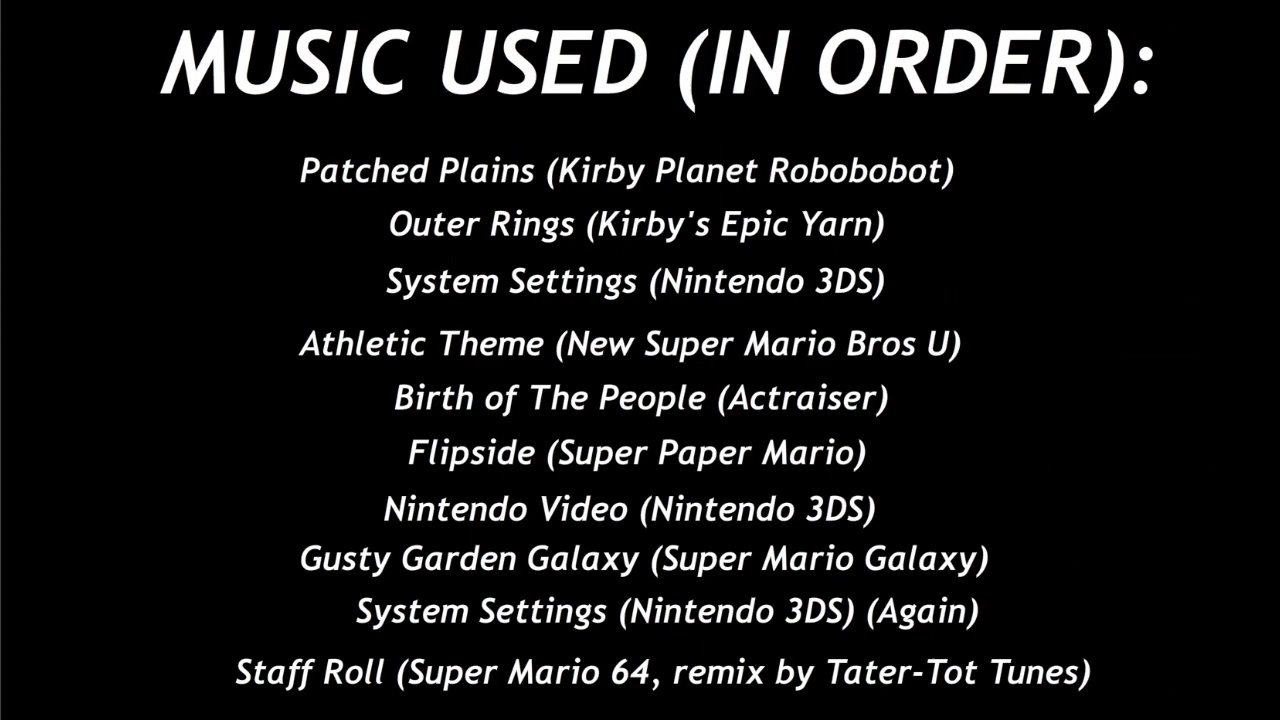 MUSIC USED (IN ORDER):
Patched Plains (Kirby Planet Robobobot)
Outer Rings (Kirby's Epic Yarn)
System Settings (Nintendo 3DS)
Athletic Theme (New Super Mario Bros U)
Birth of The People (Actraiser)
Flipside (Super Paper Mario)
Nintendo Video (Nintendo 3DS)
Gusty Garden Galaxy (Super Mario Galaxy)
System Settings (Nintendo 3DS) (Again)
Staff Roll (Super Mario 64, remix by Tater-Tot Tunes)